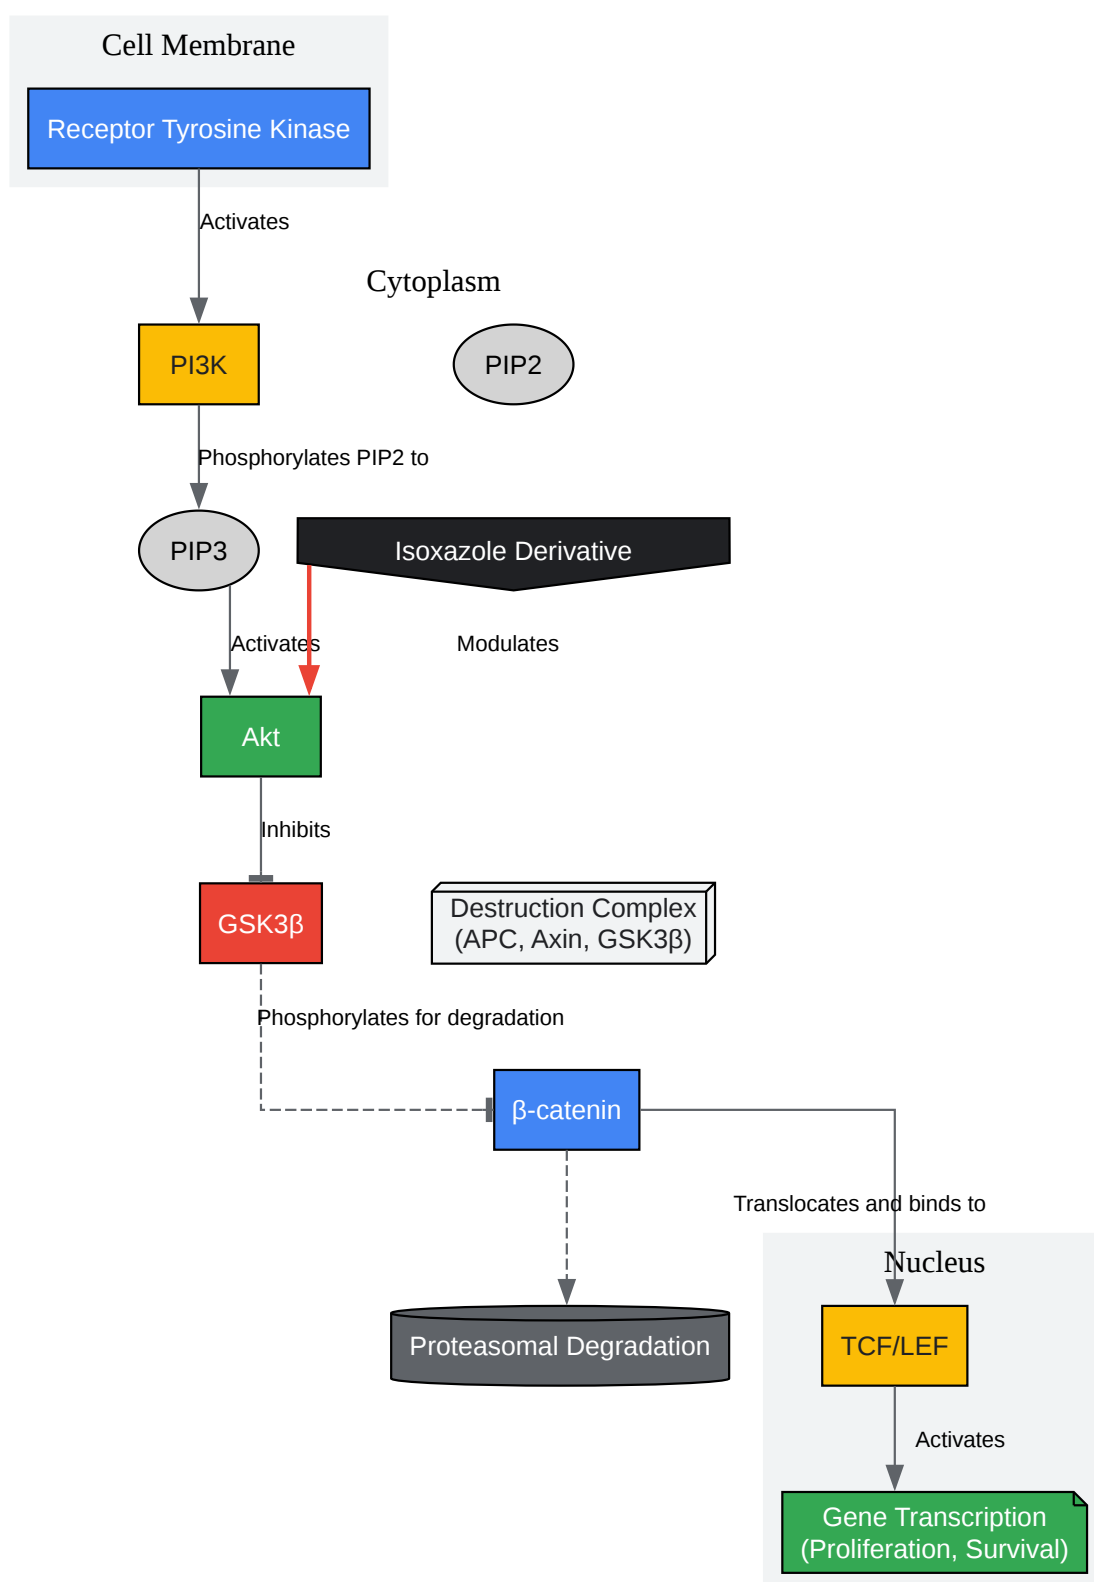 Cell Membrane
Receptor Tyrosine Kinase
Activates
Cytoplasm
PI3K
PIP2
Phosphorylates PIP2 to
PIP3
Isoxazole Derivative
Activates
Modulates
Akt
Inhibits
GSK3β
Destruction Complex
(APC, Axin, GSK3β)
Phosphorylates for degradation
β-catenin
Translocates and binds to
Nucleus
Proteasomal Degradation
TCF/LEF
Activates
Gene Transcription
(Proliferation, Survival)